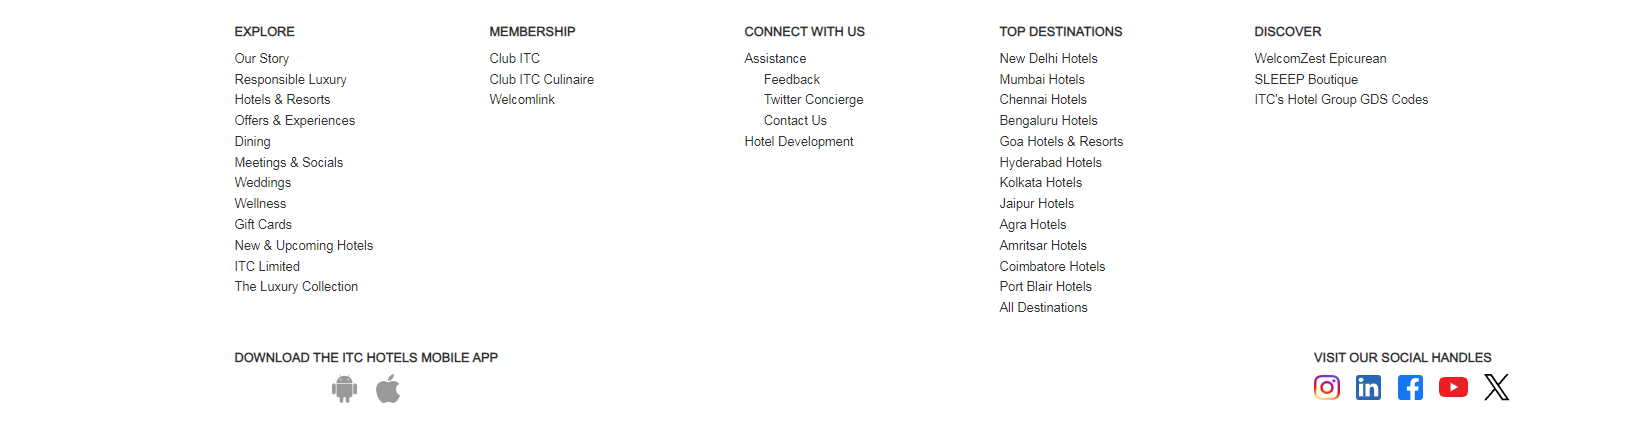 EXPLORE
Our Story
Responsible Luxury
Hotels & Resorts
Offers & Experiences
Dining
Meetings & Socials
Weddings
Wellness
Gift Cards
New & Upcoming Hotels
ITC Limited
The Luxury Collection
MEMBERSHIP
Club ITC
Club ITC Culinaire
Welcomlink
CONNECT WITH US
Assistance
Feedback
Twitter Concierge
Contact Us
Hotel Development
TOP DESTINATIONS
New Delhi Hotels
Mumbai Hotels
Chennai Hotels
Bengaluru Hotels
Goa Hotels & Resorts
Hyderabad Hotels
Kolkata Hotels
Jaipur Hotels
Agra Hotels
Amritsar Hotels
Coimbatore Hotels
Port Blair Hotels
All Destinations
DISCOVER
WelcomZest Epicurean
SLEEEP Boutique
ITC's Hotel Group GDS Codes
DOWNLOAD THE ITC HOTELS MOBILE APP
VISIT OUR SOCIAL HANDLES